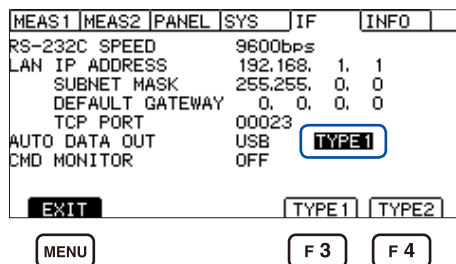 MEAS1 MEAS2 PANEL SYS IF INFO
RS-232C SPEED 9600bps
LAN IP ADDRESS 192.168. 1. 1
SUBNET MASK 255.255. 0. 0
DEFAULT GATEWAY 0. 0. 0. 0
TCP PORT 00023
AUTO DATA OUT USB TYPE1
CMD MONITOR OFF
EXIT TYPE1 TYPE2
MENU F 3 F 4